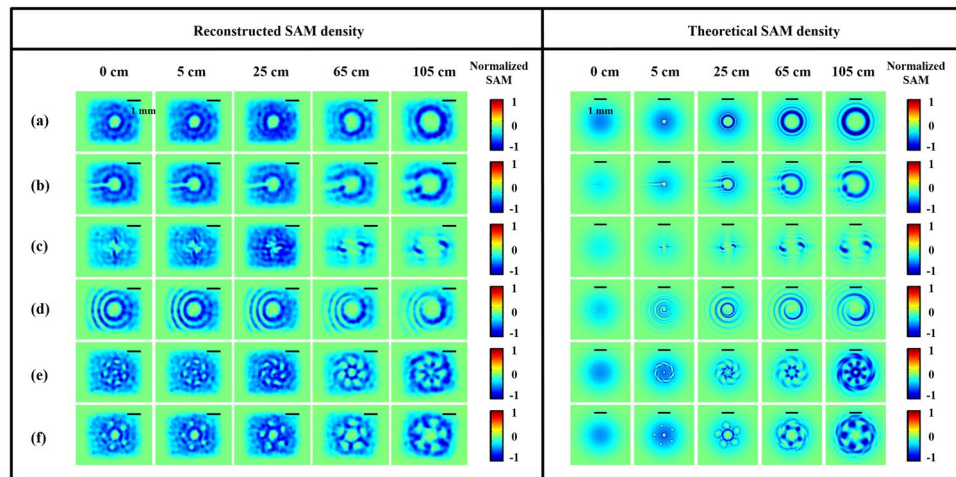 Reconstructed SAM density Theoretical SAM density
0 cm 5 cm 25 cm 65 cm 105 cm Normalized SAM 0 cm 5 cm 25 cm 65 cm 105 cm Normalized SAM
(a) 1 mm 1 0 -1 1 mm 1 0 -1
(b) 1 0 -1 1 0 -1
(c) 1 0 -1 1 0 -1
(d) 1 0 -1 1 0 -1
(e) 1 0 -1 1 0 -1
(f) 1 0 -1 1 0 -1